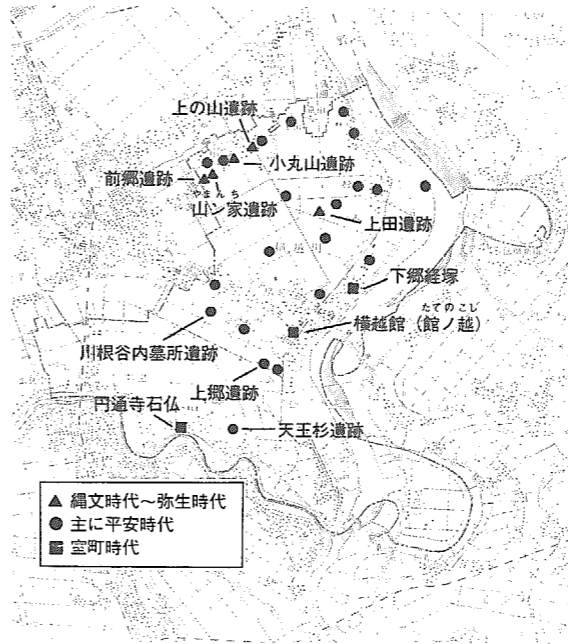 上の山遺跡
小丸山遺跡
前郷遺跡
やまんち
山ン家遺跡
上田遺跡
下郷経塚
たてのこし
横越館（館ノ越）
川根谷内墓所遺跡
上郷遺跡
円通寺石仏
天王杉遺跡
▲ 縄文時代～弥生時代
● 主に平安時代
■ 室町時代